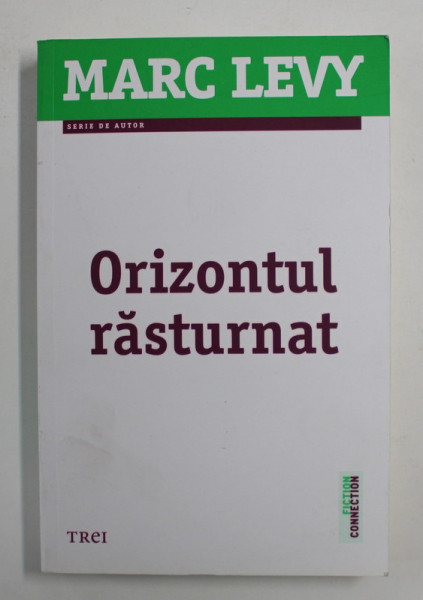 MARC LEVY
SERIE DE AUTOR
Orizontul
răsturnat
FICTION
CONNECTION
TREI